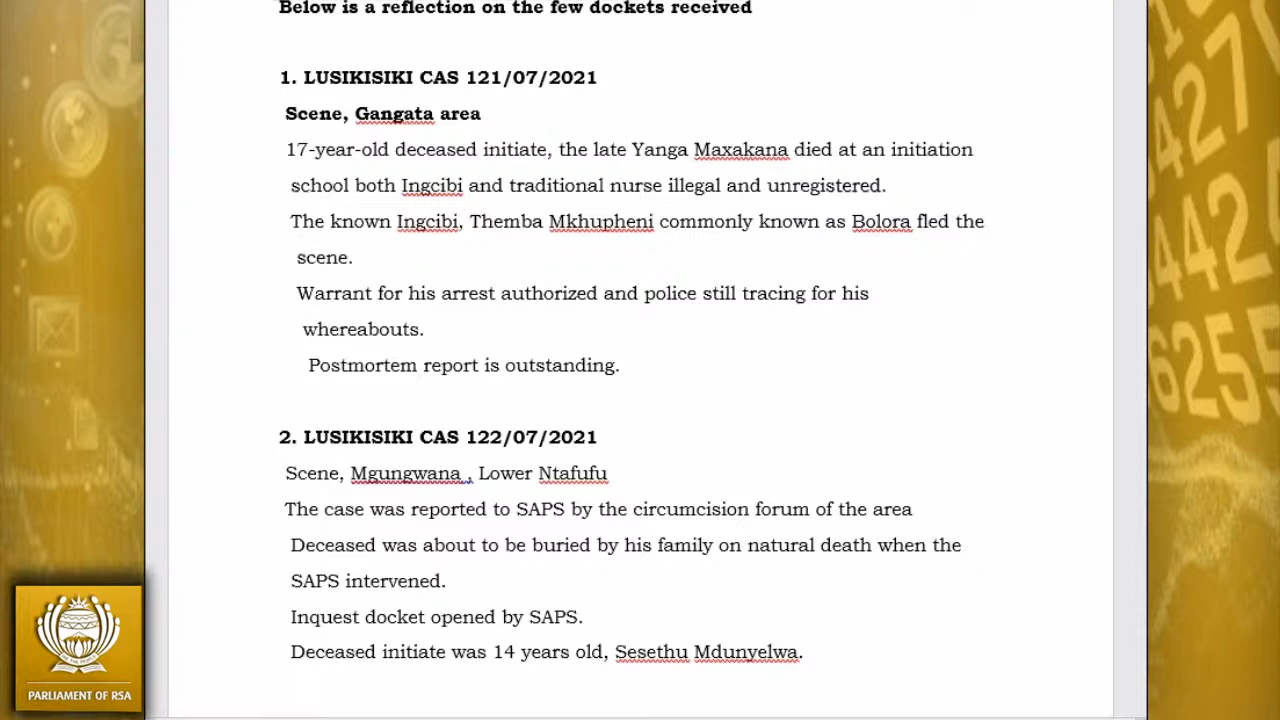 Below is a reflection on the few dockets received
1. LUSIKISIKI CAS 121/07/2021
Scene, Gangata area
17-year-old deceased initiate, the late Yanga Maxakana died at an initiation
school both Ingcibi and traditional nurse illegal and unregistered.
The known Ingcibi, Themba Mkhupheni commonly known as Bolora fled the
scene.
Warrant for his arrest authorized and police still tracing for his
whereabouts.
Postmortem report is outstanding.
2. LUSIKISIKI CAS 122/07/2021
Scene, Mgungwana , Lower Ntafufu
The case was reported to SAPS by the circumcision forum of the area
Deceased was about to be buried by his family on natural death when the
SAPS intervened.
Inquest docket opened by SAPS.
Deceased initiate was 14 years old, Sesethu Mdunyelwa.
PARLIAMENT OF RSA